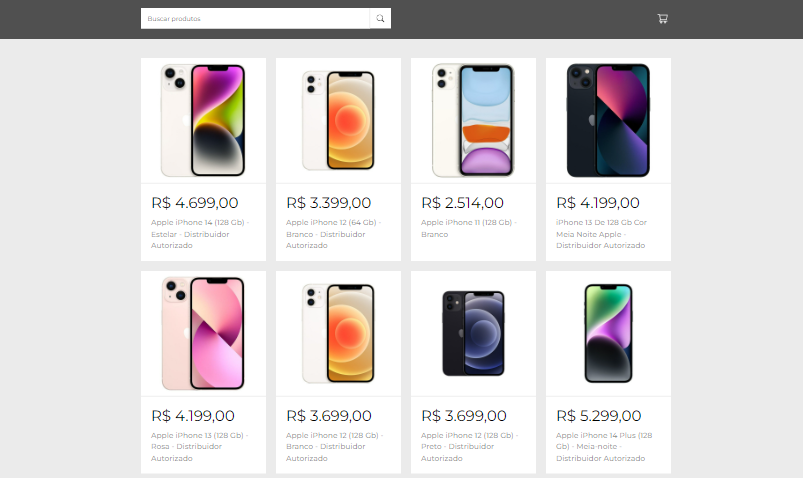 Buscar produtos
R$ 4.699,00
Apple iPhone 14 (128 Gb) -
Estelar - Distribuidor
Autorizado
R$ 3.399,00
Apple iPhone 12 (64 Gb) -
Branco - Distribuidor
Autorizado
R$ 2.514,00
Apple iPhone 11 (128 Gb) -
Branco
R$ 4.199,00
iPhone 13 De 128 Gb Cor
Meia Noite Apple -
Distribuidor Autorizado
R$ 4.199,00
Apple iPhone 13 (128 Gb) -
Rosa - Distribuidor
Autorizado
R$ 3.699,00
Apple iPhone 12 (128 Gb) -
Branco - Distribuidor
Autorizado
R$ 3.699,00
Apple iPhone 12 (128 Gb) -
Preto - Distribuidor
Autorizado
R$ 5.299,00
Apple iPhone 14 Plus (128
Gb) - Meia-noite -
Distribuidor Autorizado